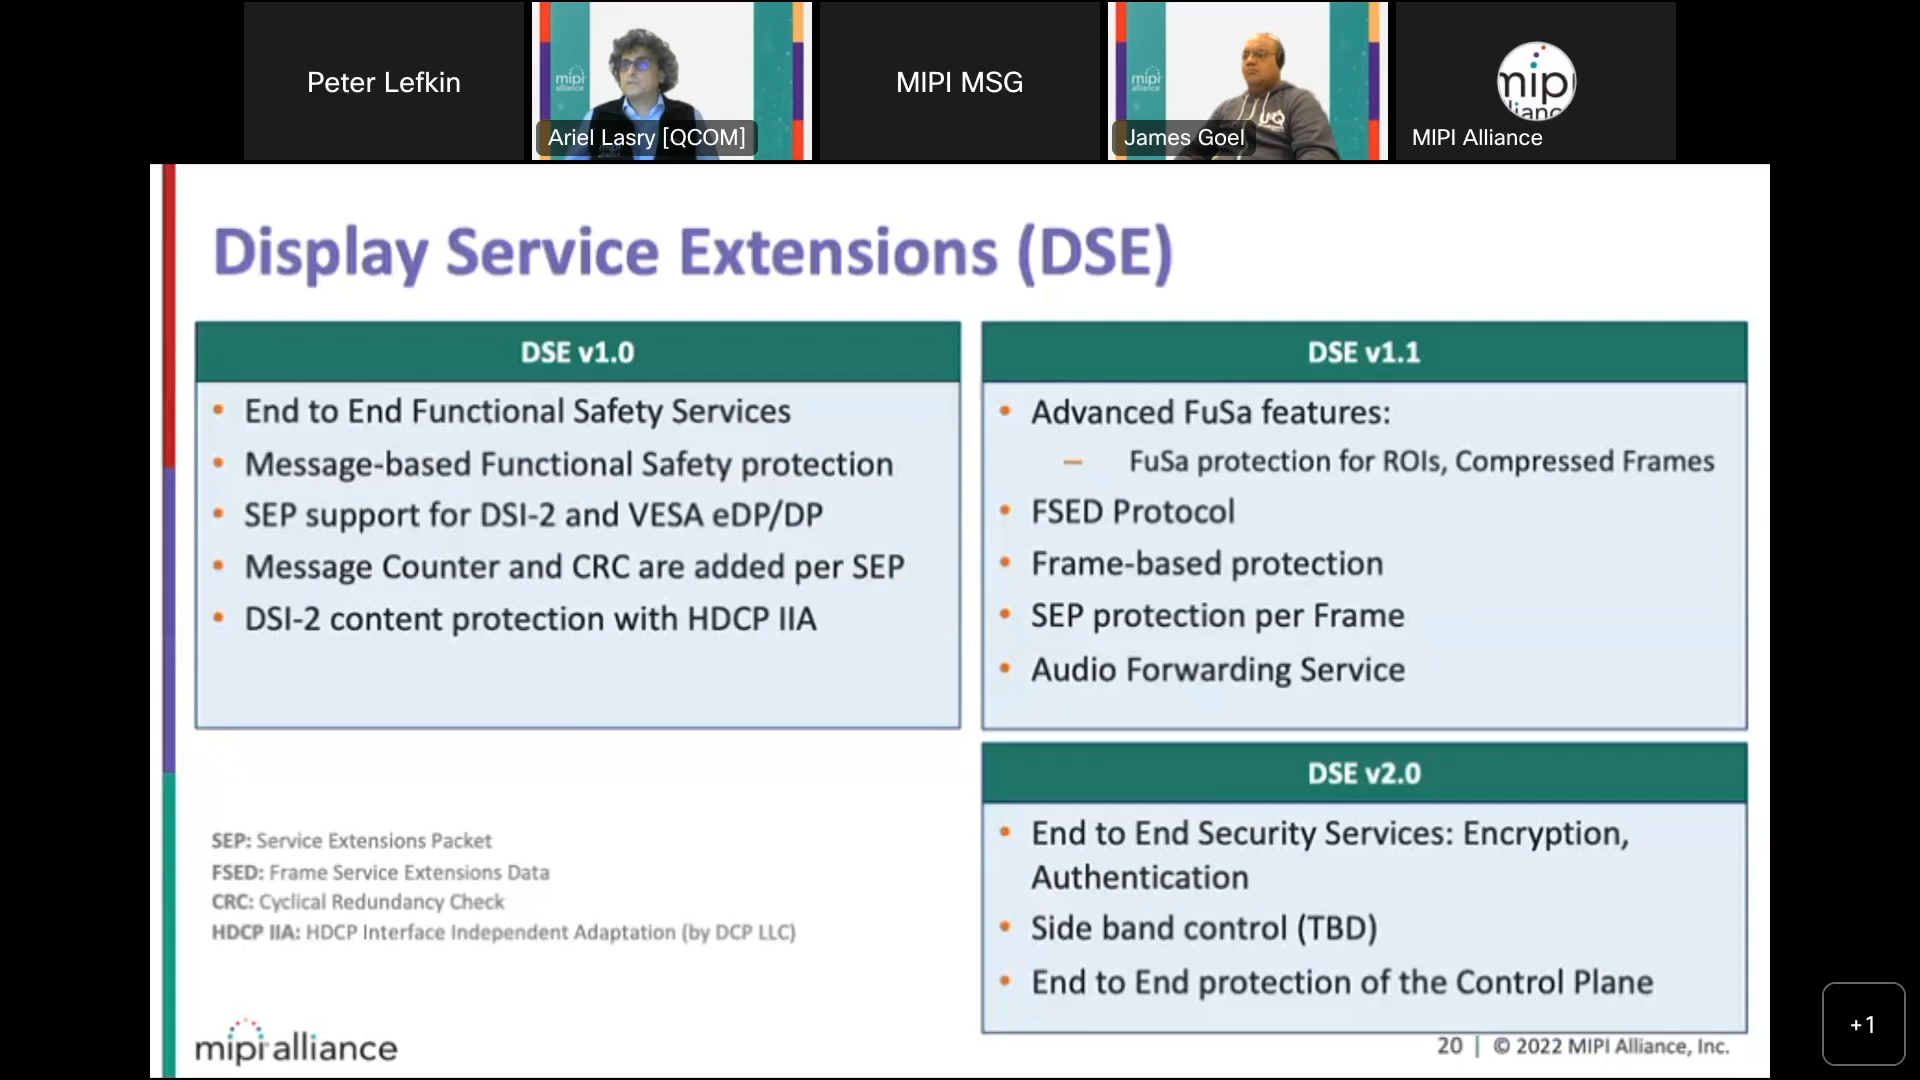 Peter Lefkin
mipi
alliance
Ariel Lasry [QCOM]
MIPI MSG
mipi
alliance
James Goel
mipi
MIPI Alliance
Display Service Extensions (DSE)
DSE v1.0
• End to End Functional Safety Services
• Message-based Functional Safety protection
• SEP support for DSI-2 and VESA eDP/DP
• Message Counter and CRC are added per SEP
• DSI-2 content protection with HDCP IIA
DSE v1.1
• Advanced FuSa features:
– FuSa protection for ROIs, Compressed Frames
• FSED Protocol
• Frame-based protection
• SEP protection per Frame
• Audio Forwarding Service
DSE v2.0
• End to End Security Services: Encryption,
Authentication
• Side band control (TBD)
• End to End protection of the Control Plane
SEP: Service Extensions Packet
FSED: Frame Service Extensions Data
CRC: Cyclical Redundancy Check
HDCP IIA: HDCP Interface Independent Adaptation (by DCP LLC)
mipi alliance
20 | © 2022 MIPI Alliance, Inc.
+1